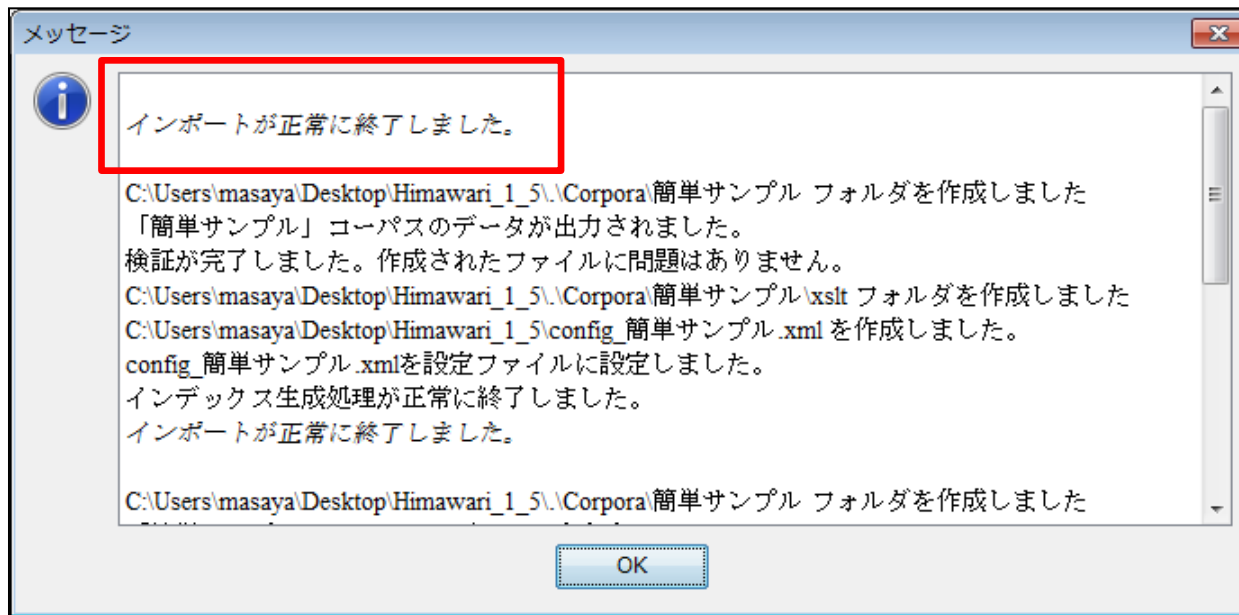 メッセージ
インポートが正常に終了しました。
C:\Users\masaya\Desktop\Himawari_1_5\.\Corpora\簡単サンプル フォルダを作成しました
「簡単サンプル」コーパスのデータが出力されました。
検証が完了しました。作成されたファイルに問題はありません。
C:\Users\masaya\Desktop\Himawari_1_5\.\Corpora\簡単サンプル\xslt フォルダを作成しました
C:\Users\masaya\Desktop\Himawari_1_5\config_簡単サンプル.xml を作成しました。
config_簡単サンプル.xmlを設定ファイルに設定しました。
インデックス生成処理が正常に終了しました。
インポートが正常に終了しました。
C:\Users\masaya\Desktop\Himawari_1_5\.\Corpora\簡単サンプル フォルダを作成しました
OK